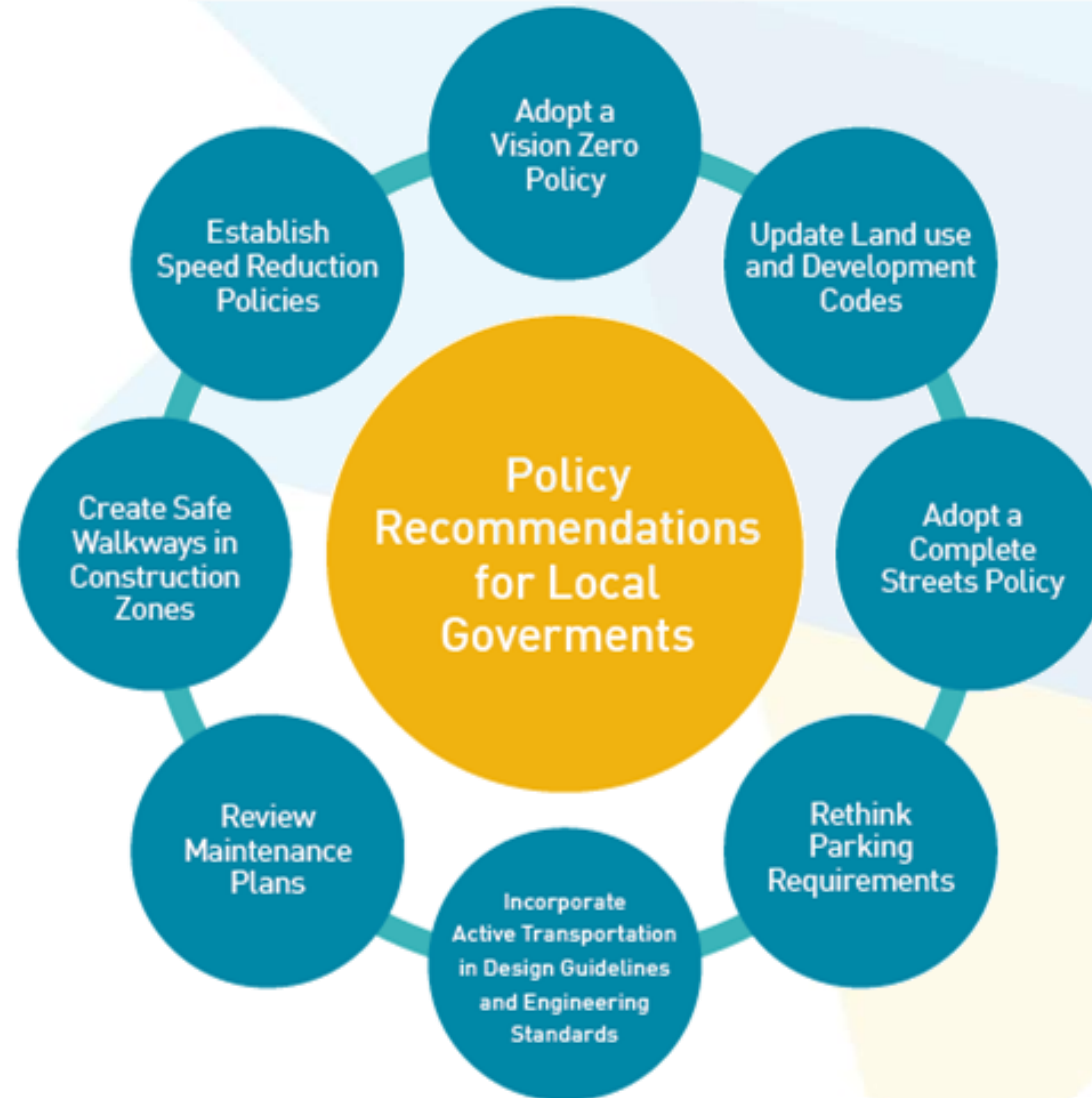 Policy
Recommendations
for Local
Goverments
Adopt a
Vision Zero
Policy
Update Land use
and Development
Codes
Adopt a
Complete
Streets Policy
Rethink
Parking
Requirements
Incorporate
Active Transportation
in Design Guidelines
and Engineering
Standards
Review
Maintenance
Plans
Create Safe
Walkways in
Construction
Zones
Establish
Speed Reduction
Policies